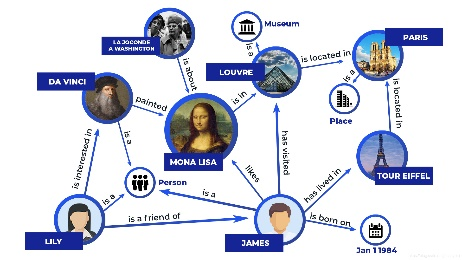 LA JOCONDE
A WASHINGTON
Museum
PARIS
is a
is located in
LOUVRE
is about
is a
DA VINCI
painted
is in
Place
is located in
MONA LISA
is interested in
is a
has visited
TOUR EIFFEL
likes
has lived in
Person
is a
is a
is a friend of
is born on
LILY
JAMES
Jan 1 1984